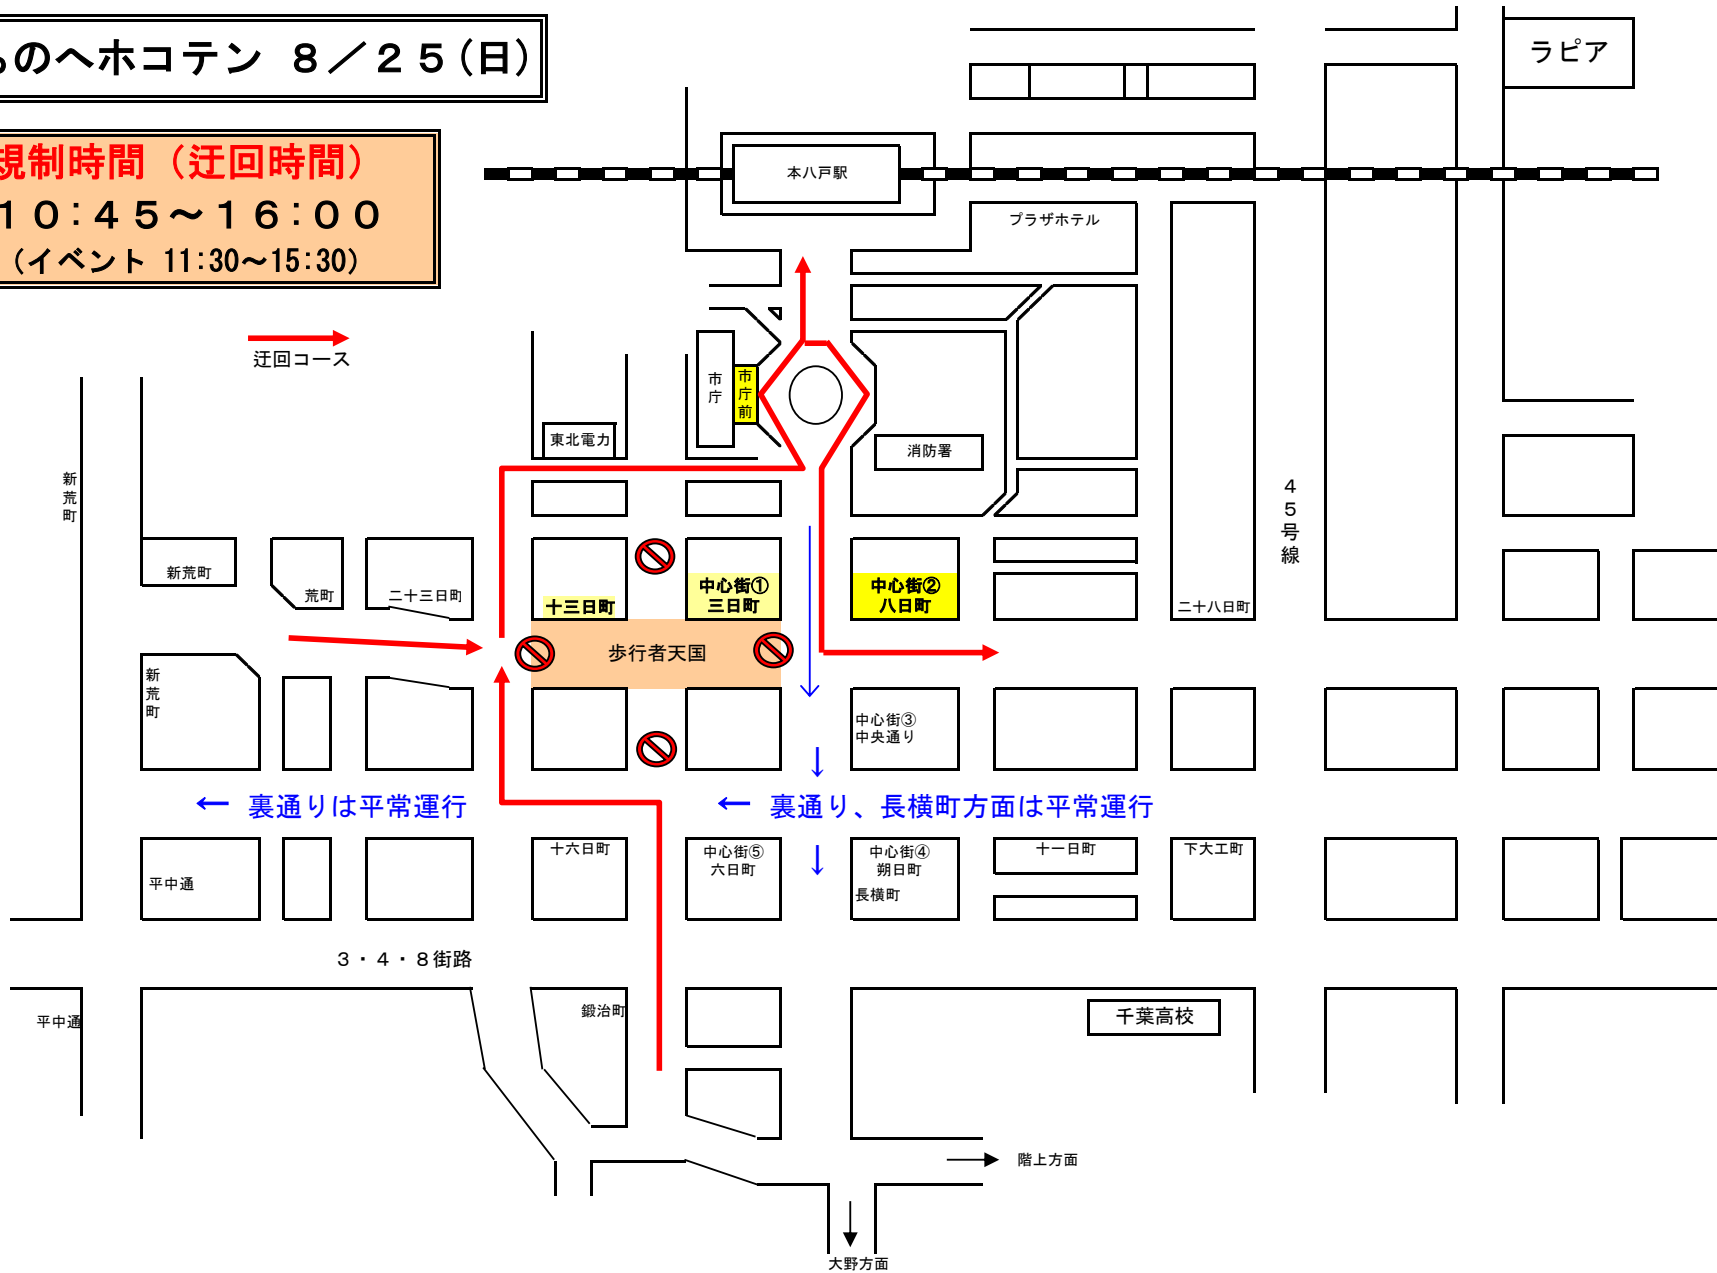 のへホコテン ８／２５(日)
ラピア
規制時間（迂回時間）
１０：４５～１６：００
（イベント 11:30～15:30）
本八戸駅
プラザホテル
迂回コース
市庁
市庁前
東北電力
消防署
新荒町
４５号線
新荒町
荒町
二十三日町
十三日町
中心街①
三日町
中心街②
八日町
二十八日町
歩行者天国
新荒町
中心街③
中央通り
← 裏通りは平常運行
← 裏通り、長横町方面は平常運行
十六日町
中心街⑤
六日町
中心街④
朔日町
長横町
十一日町
下大工町
平中通
３・４・８街路
平中通
鍛治町
千葉高校
階上方面
大野方面